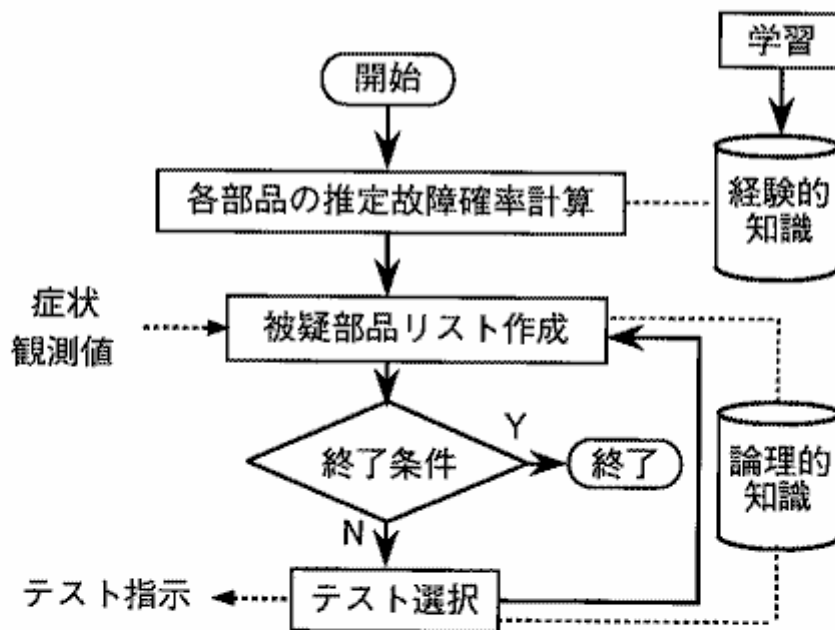 学習
開始
経験的
知識
各部品の推定故障確率計算
症状
観測値
被疑部品リスト作成
Y
終了条件
終了
論理的
知識
N
テスト指示
テスト選択